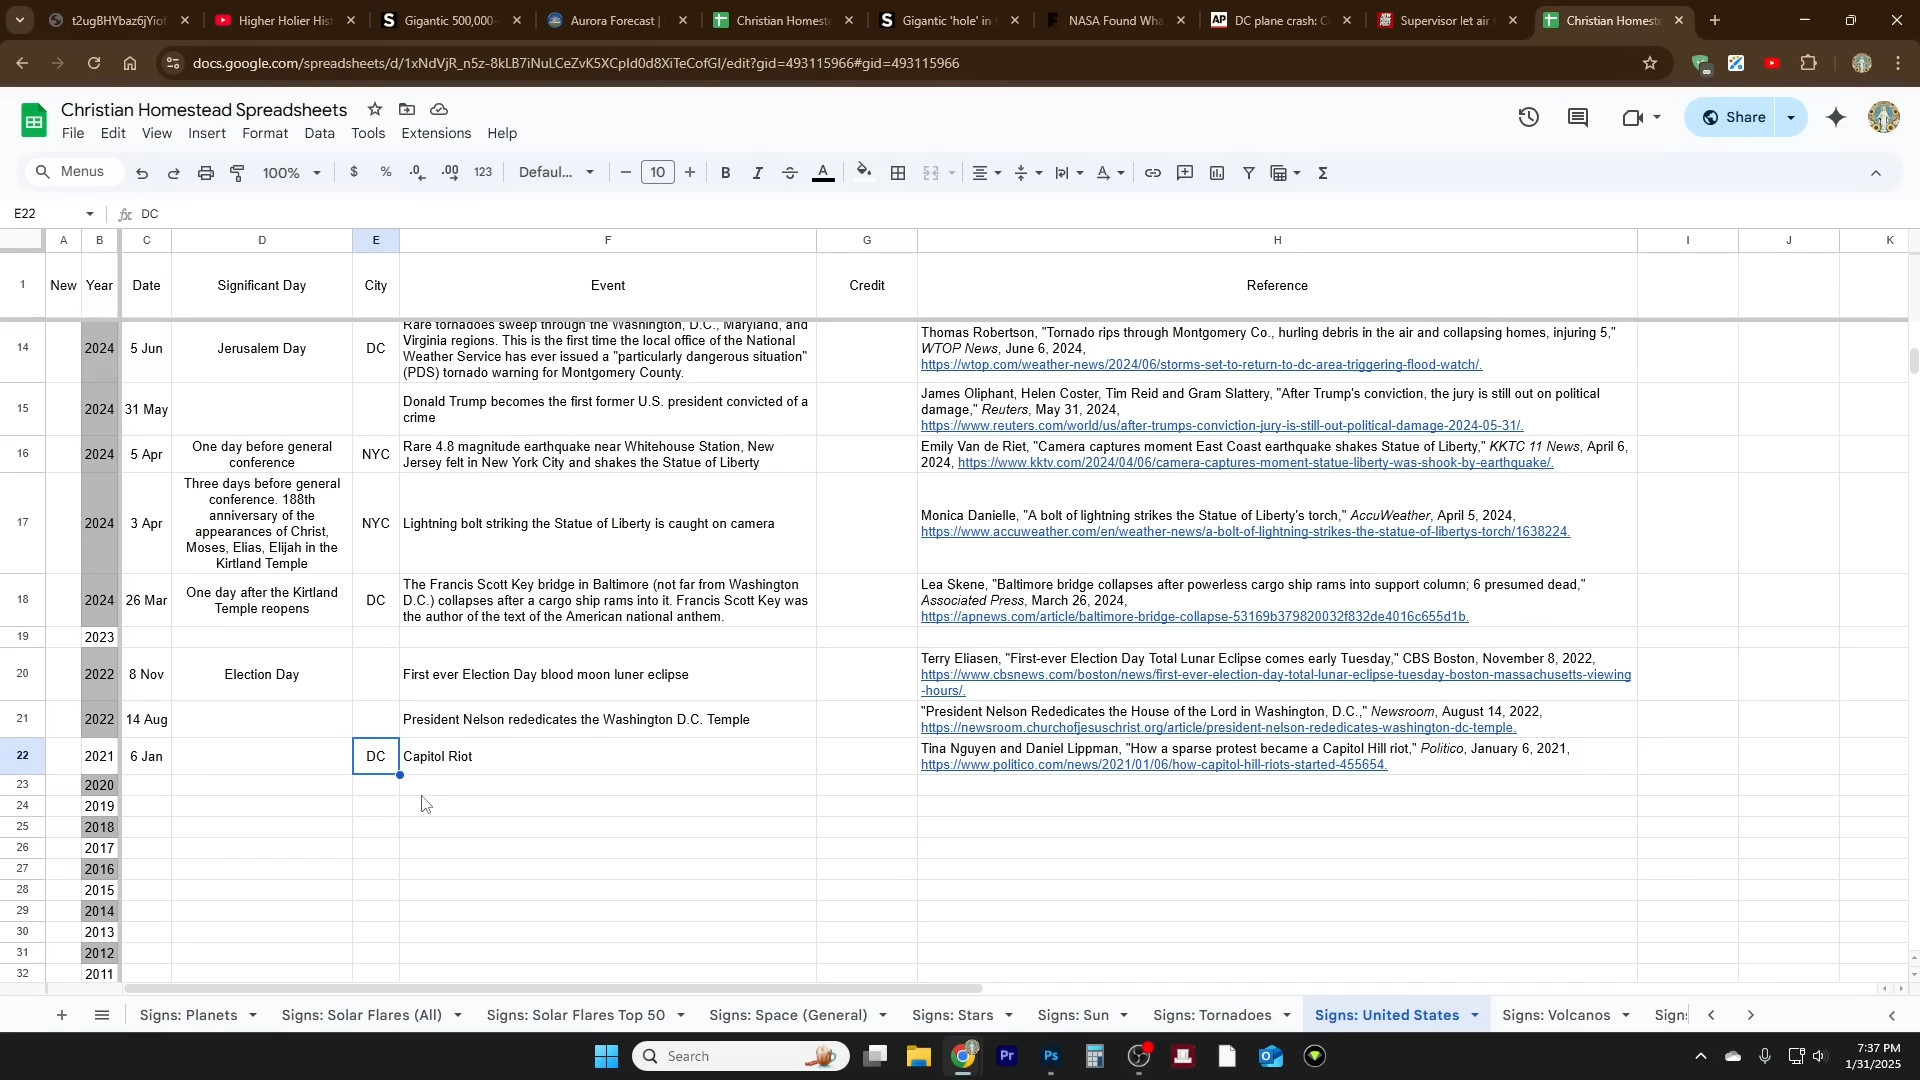 t2ugBHYbaz6jYiof
Higher Holier His
Gigantic 500,000-
Aurora Forecast |
Christian Homeste
Gigantic 'hole' in
NASA Found Wha
DC plane crash: C
Supervisor let air
Christian Homeste
docs.google.com/spreadsheets/d/1xNdVjR_n5z-8kLB7iNuLCeZvK5XCpId0d8XiTeCofGI/edit?gid=493115966#gid=493115966
Christian Homestead Spreadsheets
File Edit View Insert Format Data Tools Extensions Help
Share
Menus 100% $ % .0 .00 123 Defaul... 10 B I A
E22 fx DC
A B C D E F G H I J K
1 New Year Date Significant Day City Event Credit Reference
14 2024 5 Jun Jerusalem Day DC
Rare tornadoes sweep through the Washington, D.C., Maryland, and
Virginia regions. This is the first time the local office of the National
Weather Service has ever issued a "particularly dangerous situation"
(PDS) tornado warning for Montgomery County.
Thomas Robertson, "Tornado rips through Montgomery Co., hurling debris in the air and collapsing homes, injuring 5,"
WTOP News, June 6, 2024,
https://wtop.com/weather-news/2024/06/storms-set-to-return-to-dc-area-triggering-flood-watch/.
15 2024 31 May
Donald Trump becomes the first former U.S. president convicted of a
crime
James Oliphant, Helen Coster, Tim Reid and Gram Slattery, "After Trump's conviction, the jury is still out on political
damage," Reuters, May 31, 2024,
https://www.reuters.com/world/us/after-trumps-conviction-jury-is-still-out-political-damage-2024-05-31/.
16 2024 5 Apr
One day before general
conference
NYC
Rare 4.8 magnitude earthquake near Whitehouse Station, New
Jersey felt in New York City and shakes the Statue of Liberty
Emily Van de Riet, "Camera captures moment East Coast earthquake shakes Statue of Liberty," KKTC 11 News, April 6,
2024, https://www.kktv.com/2024/04/06/camera-captures-moment-statue-liberty-was-shook-by-earthquake/.
17 2024 3 Apr
Three days before general
conference. 188th
anniversary of the
appearances of Christ,
Moses, Elias, Elijah in the
Kirtland Temple
NYC Lightning bolt striking the Statue of Liberty is caught on camera
Monica Danielle, "A bolt of lightning strikes the Statue of Liberty's torch," AccuWeather, April 5, 2024,
https://www.accuweather.com/en/weather-news/a-bolt-of-lightning-strikes-the-statue-of-libertys-torch/1638224.
18 2024 26 Mar
One day after the Kirtland
Temple reopens
DC
The Francis Scott Key bridge in Baltimore (not far from Washington
D.C.) collapses after a cargo ship rams into it. Francis Scott Key was
the author of the text of the American national anthem.
Lea Skene, "Baltimore bridge collapses after powerless cargo ship rams into support column; 6 presumed dead,"
Associated Press, March 26, 2024,
https://apnews.com/article/baltimore-bridge-collapse-53169b379820032f832de4016c655d1b.
19 2023
20 2022 8 Nov Election Day First ever Election Day blood moon luner eclipse
Terry Eliasen, "First-ever Election Day Total Lunar Eclipse comes early Tuesday," CBS Boston, November 8, 2022,
https://www.cbsnews.com/boston/news/first-ever-election-day-total-lunar-eclipse-tuesday-boston-massachusetts-viewing
-hours/.
21 2022 14 Aug President Nelson rededicates the Washington D.C. Temple
"President Nelson Rededicates the House of the Lord in Washington, D.C.," Newsroom, August 14, 2022,
https://newsroom.churchofjesuschrist.org/article/president-nelson-rededicates-washington-dc-temple.
22 2021 6 Jan DC Capitol Riot
Tina Nguyen and Daniel Lippman, "How a sparse protest became a Capitol Hill riot," Politico, January 6, 2021,
https://www.politico.com/news/2021/01/06/how-capitol-hill-riots-started-455654.
23 2020
24 2019
25 2018
26 2017
27 2016
28 2015
29 2014
30 2013
31 2012
32 2011
Signs: Planets Signs: Solar Flares (All) Signs: Solar Flares Top 50 Signs: Space (General) Signs: Stars Signs: Sun Signs: Tornadoes Signs: United States Signs: Volcanos Signs
Search Pr Ps
7:37 PM
1/31/2025